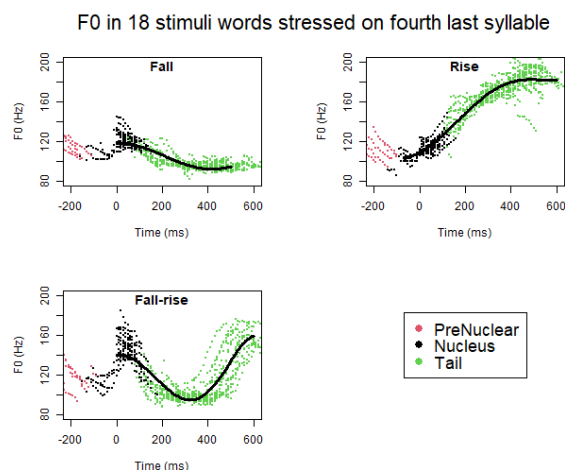 F0 in 18 stimuli words stressed on fourth last syllable
Fall
F0 (Hz)
80 120 160 200
-200 0 200 400 600
Time (ms)
Rise
F0 (Hz)
80 120 160 200
-200 0 200 400 600
Time (ms)
Fall-rise
F0 (Hz)
80 120 160 200
-200 0 200 400 600
Time (ms)
PreNuclear
Nucleus
Tail